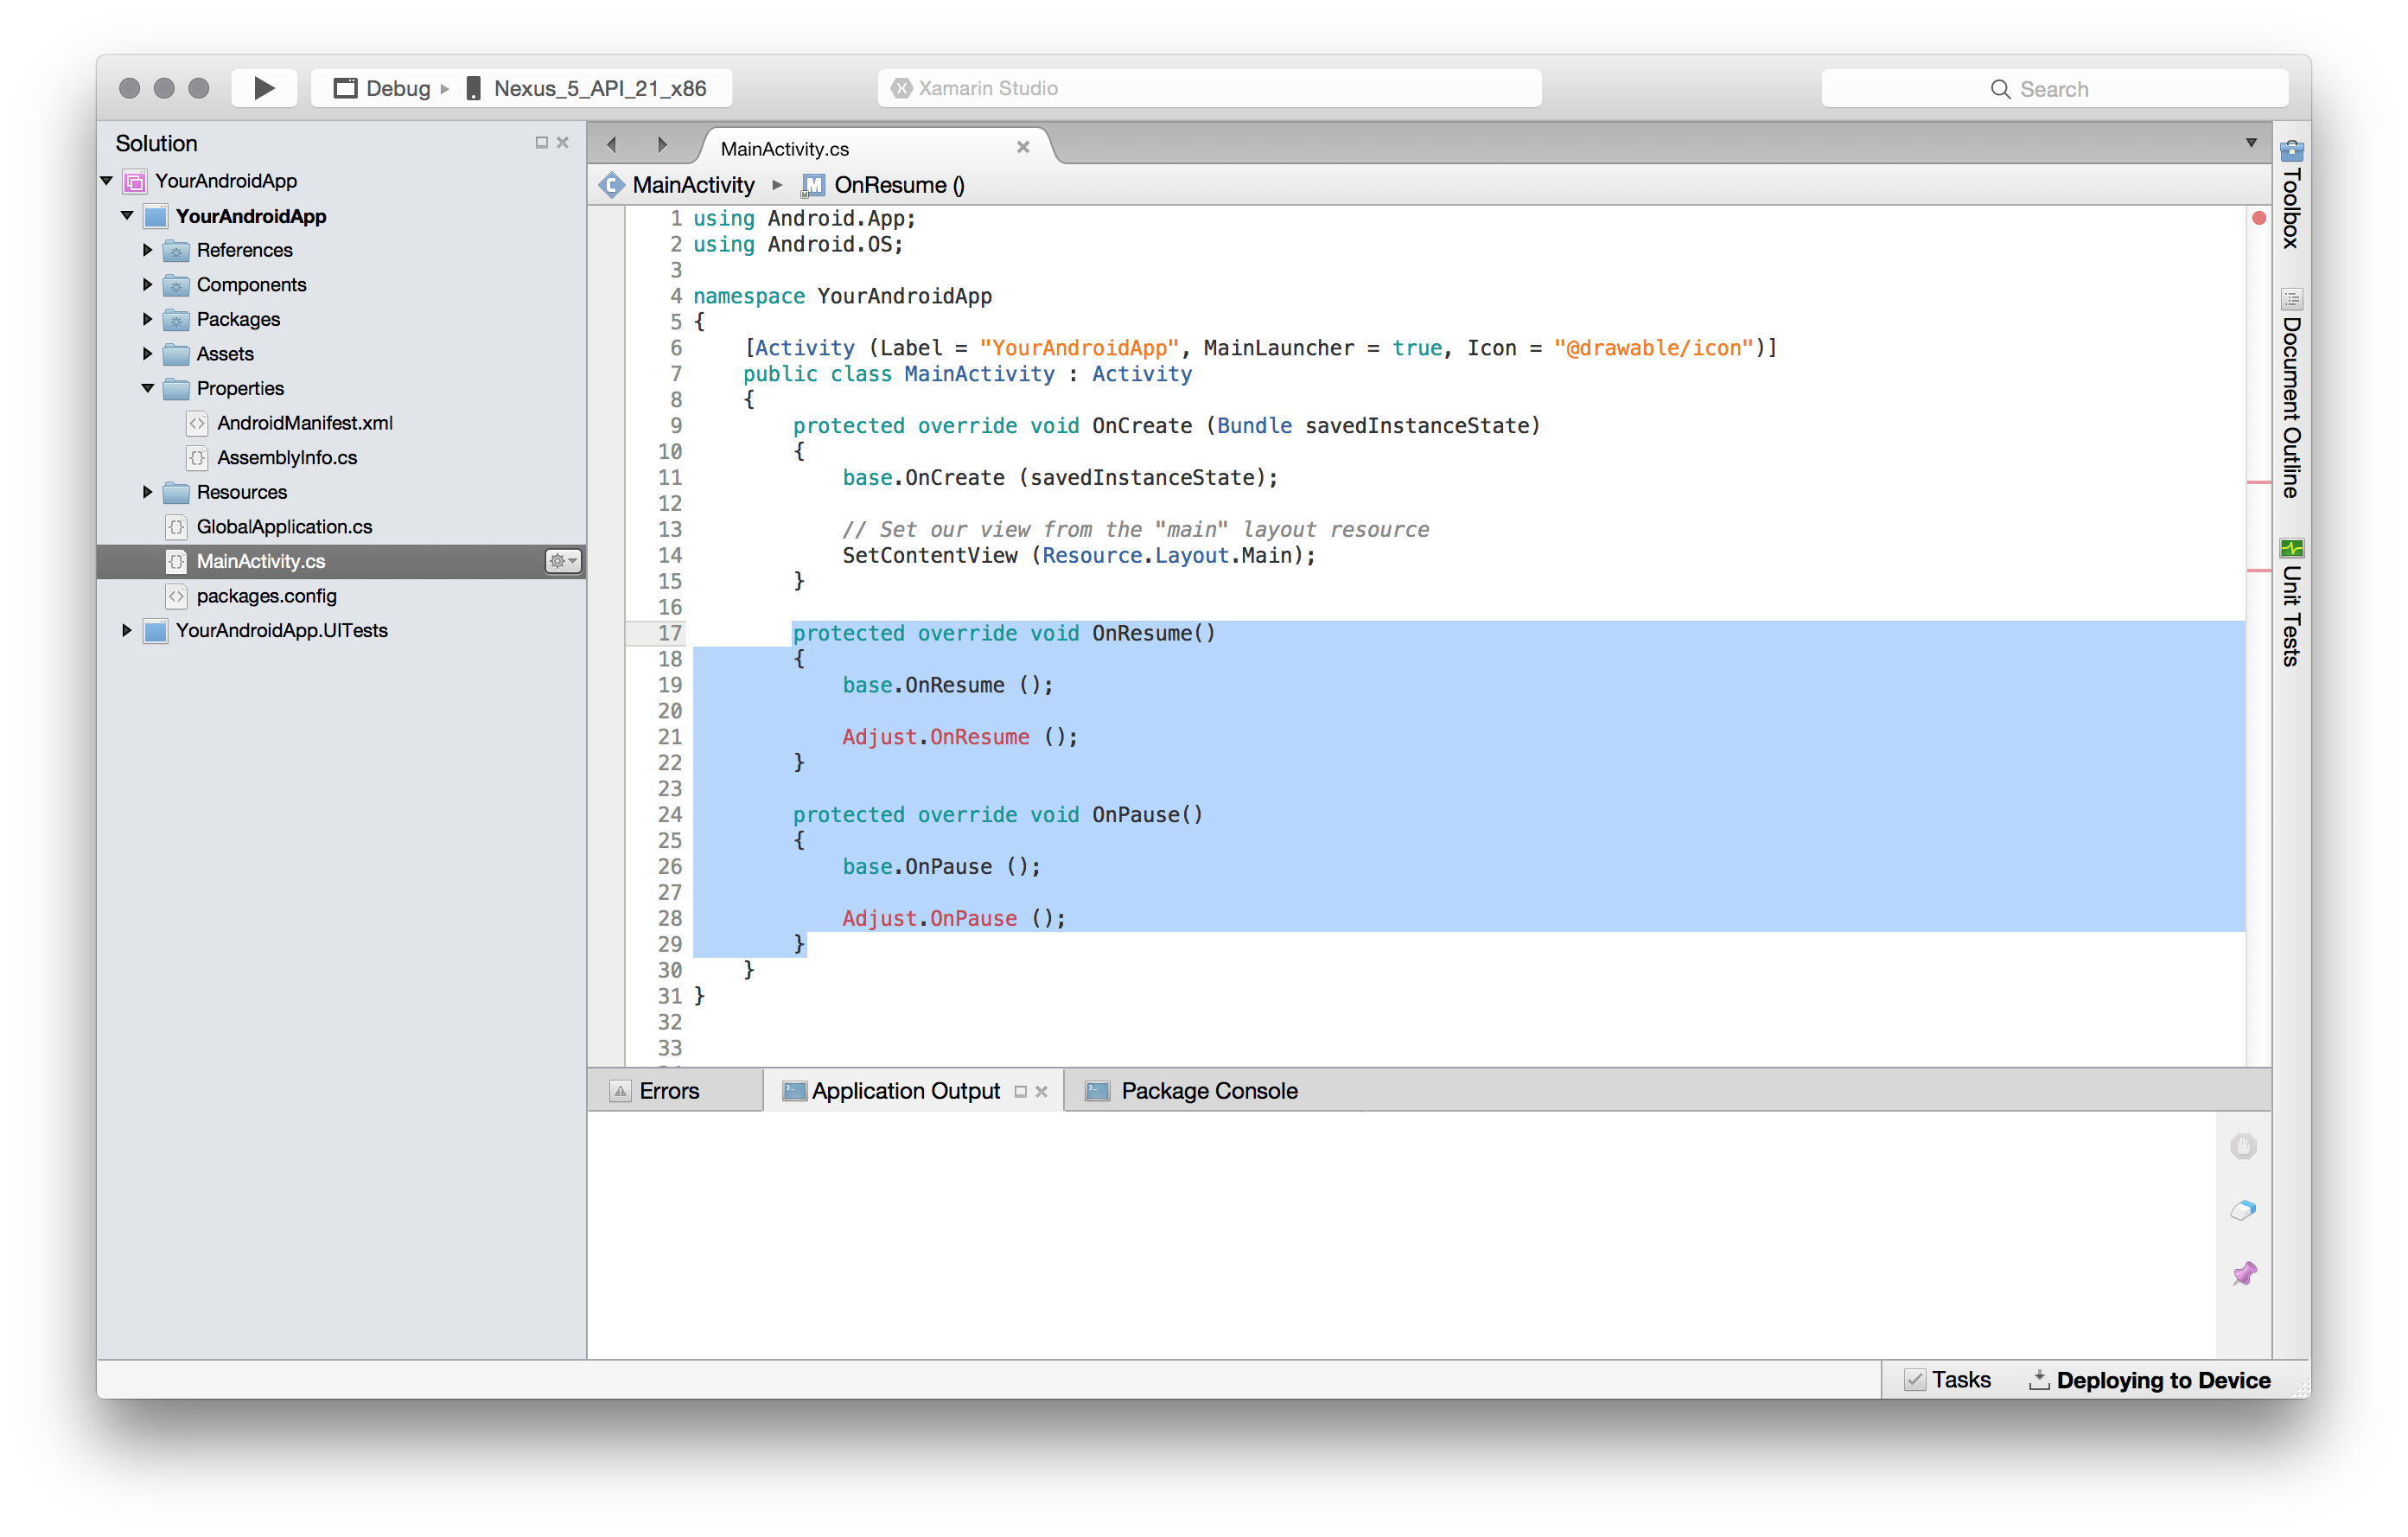 Debug ▸ Nexus_5_API_21_x86
Xamarin Studio
Search
Solution
YourAndroidApp
YourAndroidApp
References
Components
Packages
Assets
Properties
AndroidManifest.xml
AssemblyInfo.cs
Resources
GlobalApplication.cs
MainActivity.cs
packages.config
YourAndroidApp.UITests
MainActivity.cs
MainActivity ▸ OnResume ()
1 using Android.App;
2 using Android.OS;
3
4 namespace YourAndroidApp
5 {
6     [Activity (Label = "YourAndroidApp", MainLauncher = true, Icon = "@drawable/icon")]
7     public class MainActivity : Activity
8     {
9         protected override void OnCreate (Bundle savedInstanceState)
10         {
11             base.OnCreate (savedInstanceState);
12
13             // Set our view from the "main" layout resource
14             SetContentView (Resource.Layout.Main);
15         }
16
17         protected override void OnResume()
18         {
19             base.OnResume ();
20
21             Adjust.OnResume ();
22         }
23
24         protected override void OnPause()
25         {
26             base.OnPause ();
27
28             Adjust.OnPause ();
29         }
30     }
31 }
32
33
Toolbox
Document Outline
Unit Tests
Errors
Application Output
Package Console
Tasks
Deploying to Device